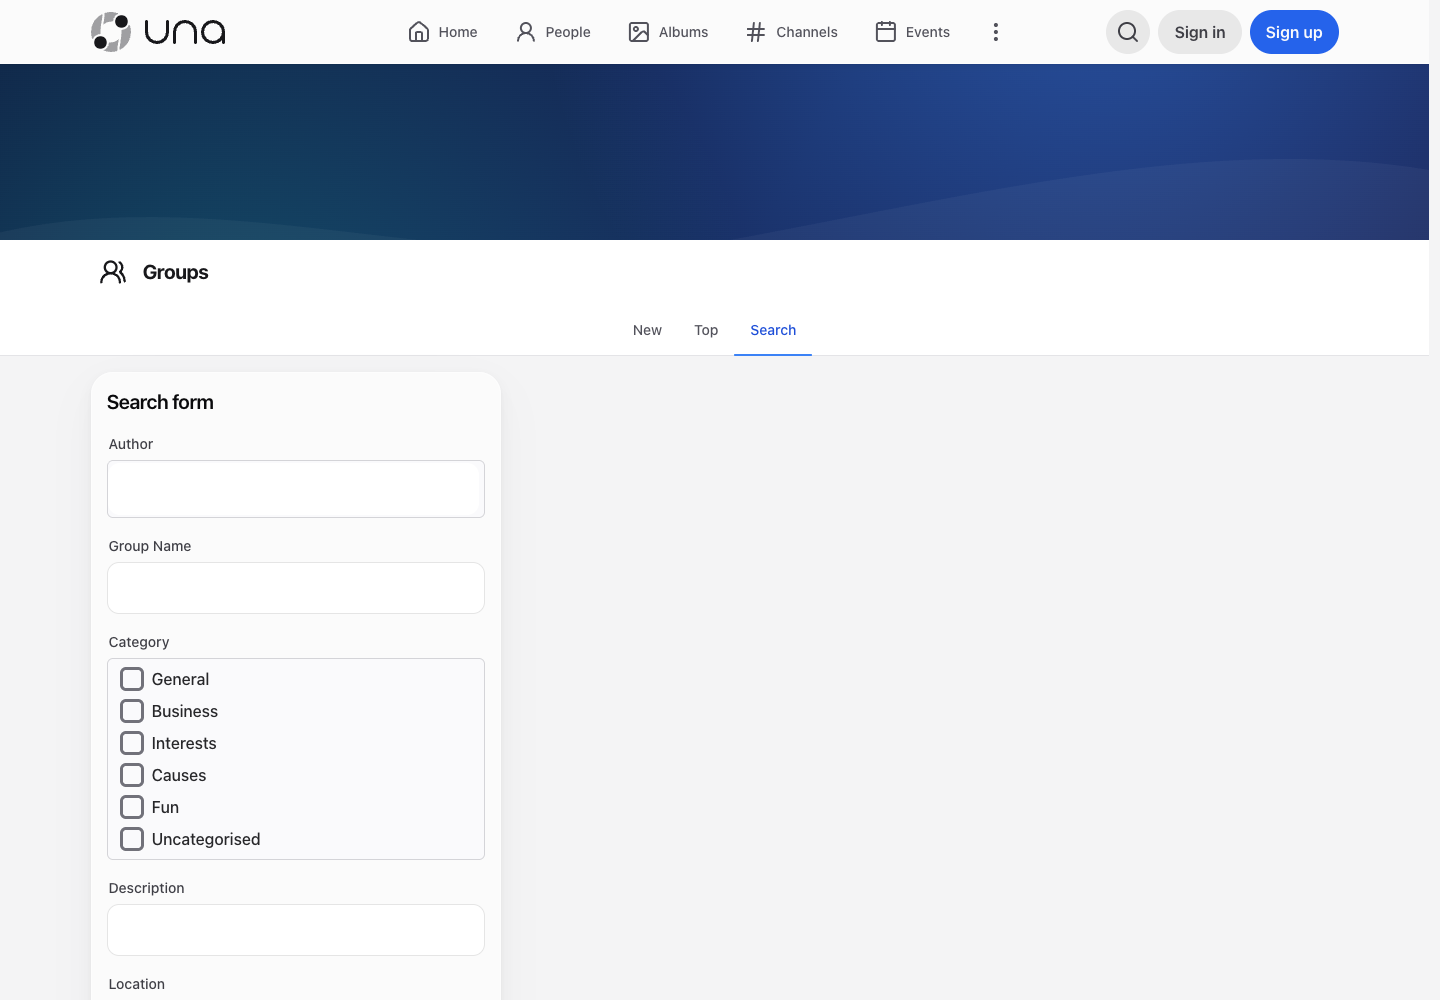 una
Home
People
Albums
Channels
Events
Sign in
Sign up
Groups
New
Top
Search
Search form
Author
Group Name
Category
General
Business
Interests
Causes
Fun
Uncategorised
Description
Location